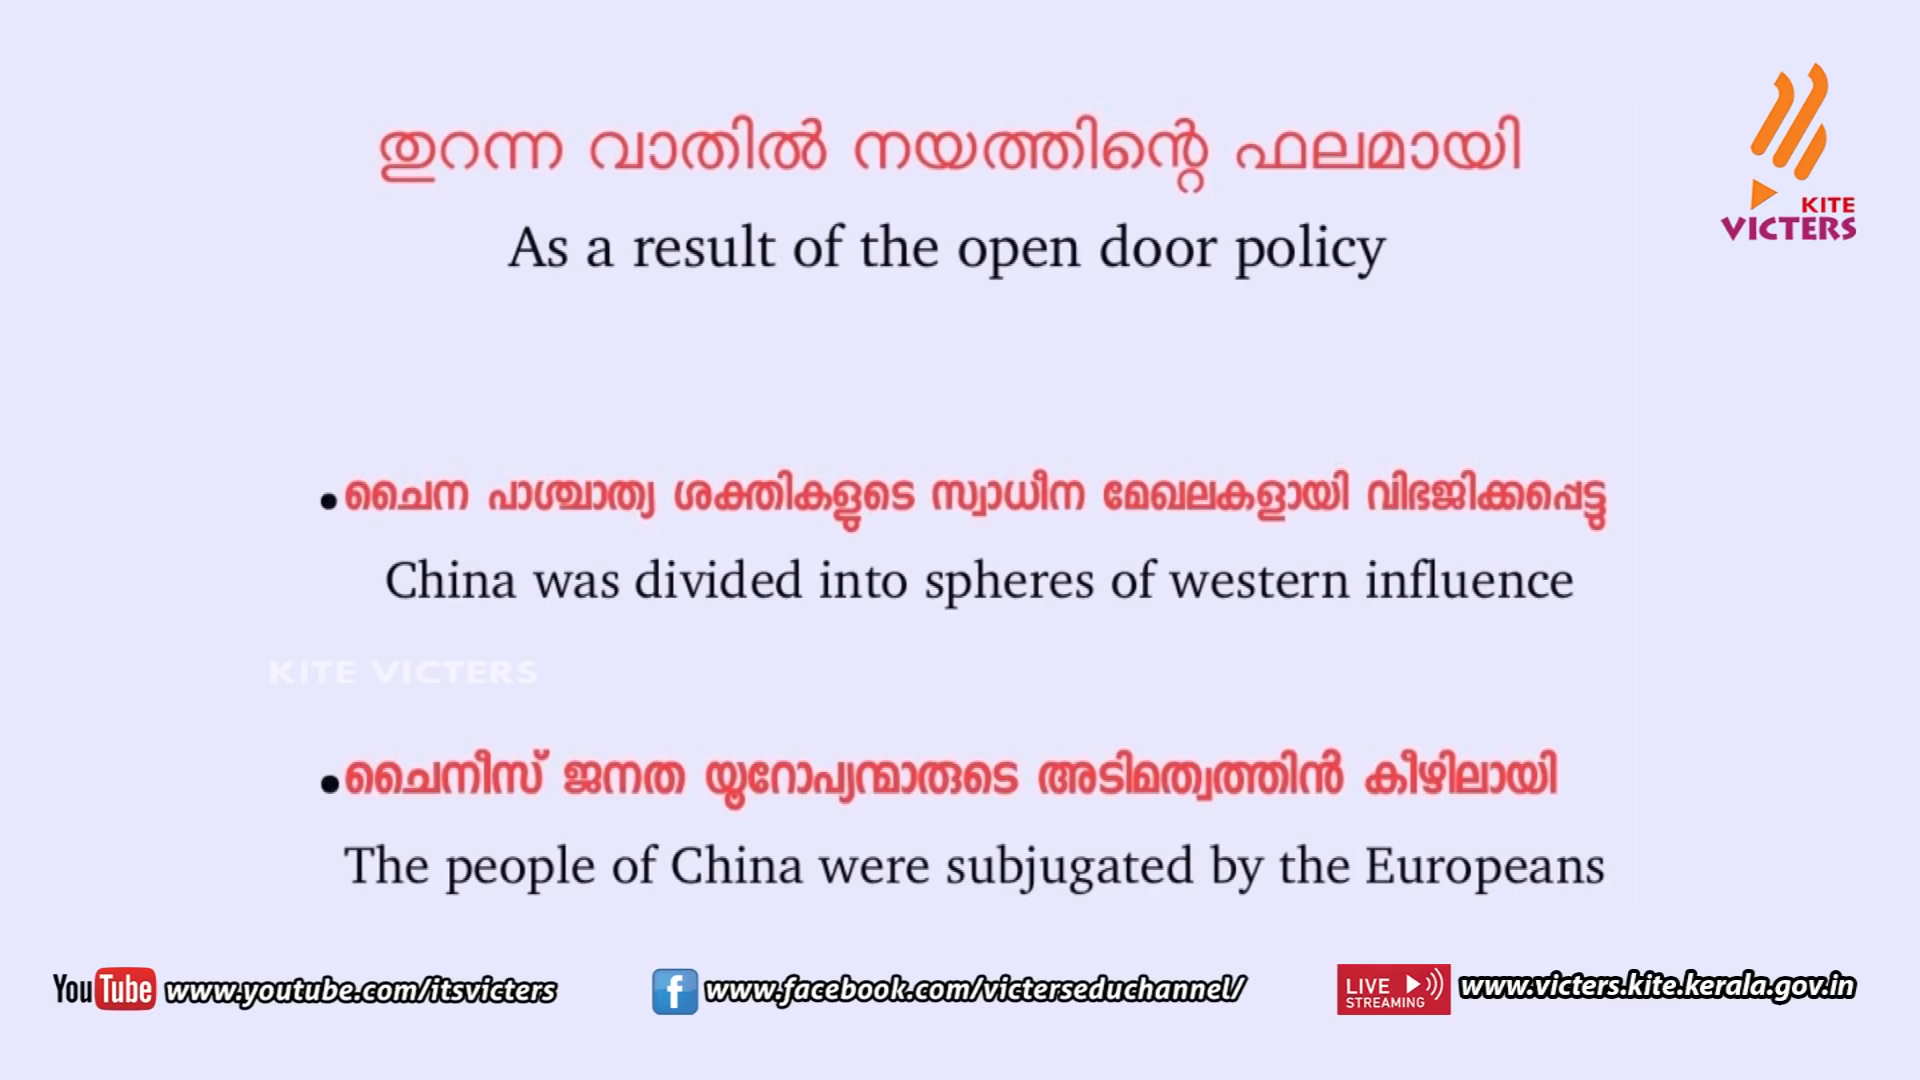 തുറന്ന വാതിൽ നയത്തിന്റെ ഫലമായി
As a result of the open door policy
KITE
VICTERS
•ചൈന പാശ്ചാത്യ ശക്തികളുടെ സ്വാധീന മേഖലകളായി വിഭജിക്കപ്പെട്ടു
China was divided into spheres of western influence
KITE VICTERS
•ചൈനീസ് ജനത യൂറോപ്യന്മാരുടെ അടിമത്വത്തിൻ കീഴിലായി
The people of China were subjugated by the Europeans
YouTube www.youtube.com/itsvicters
f www.facebook.com/victerseduchannel/
LIVE STREAMING www.victers.kite.kerala.gov.in